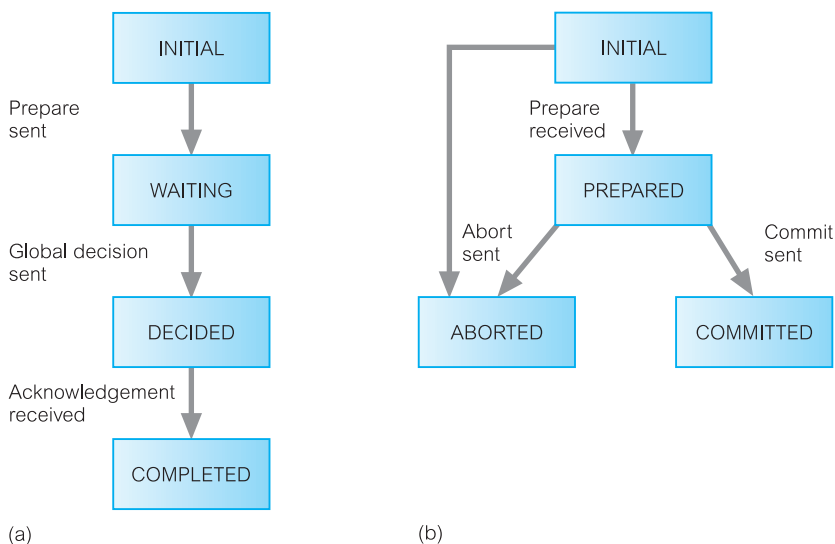 INITIAL
Prepare
sent
WAITING
Global decision
sent
DECIDED
Acknowledgement
received
COMPLETED
(a)
INITIAL
Prepare
received
PREPARED
Abort
sent
Commit
sent
ABORTED
COMMITTED
(b)